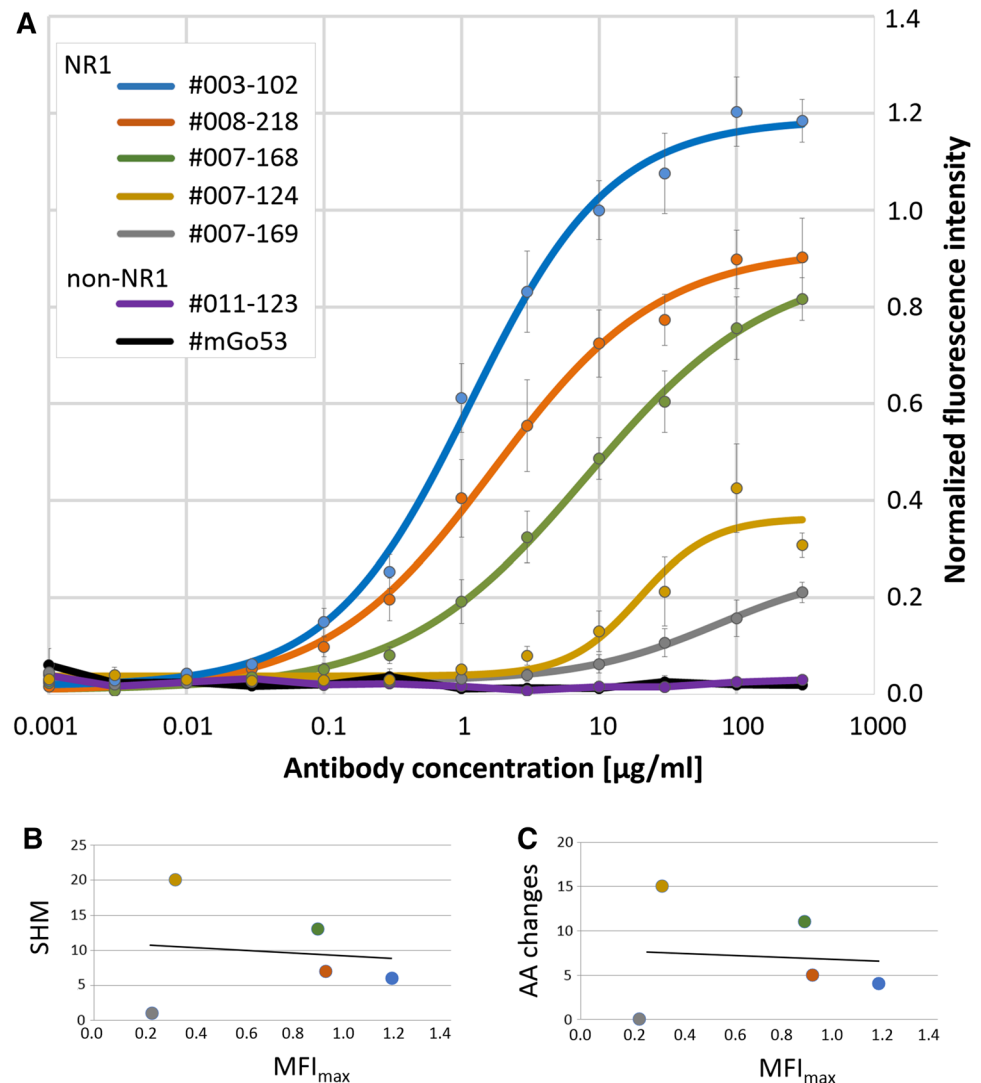 A
NR1
#003-102
#008-218
#007-168
#007-124
#007-169
non-NR1
#011-123
#mGo53
1.4
1.2
1.0
0.8
0.6
0.4
0.2
0.0
Normalized fluorescence intensity
0.001 0.01 0.1 1 10 100 1000
Antibody concentration [µg/ml]
B
25
20
15
10
5
0
SHM
0.0 0.2 0.4 0.6 0.8 1.0 1.2 1.4
MFImax
C
20
15
10
5
0
AA changes
0.0 0.2 0.4 0.6 0.8 1.0 1.2 1.4
MFImax